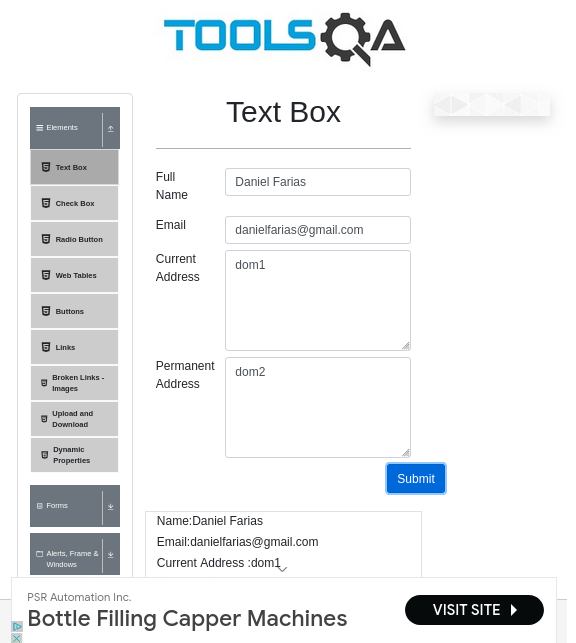 TOOLSQA
Text Box
Elements
Text Box
Check Box
Radio Button
Web Tables
Buttons
Links
Broken Links -
Images
Upload and
Download
Dynamic
Properties
Forms
Alerts, Frame &
Windows
Full
Name
Daniel Farias
Email
danielfarias@gmail.com
Current
Address
dom1
Permanent
Address
dom2
Submit
Name:Daniel Farias
Email:danielfarias@gmail.com
Current Address :dom1
PSR Automation Inc.
Bottle Filling Capper Machines
VISIT SITE